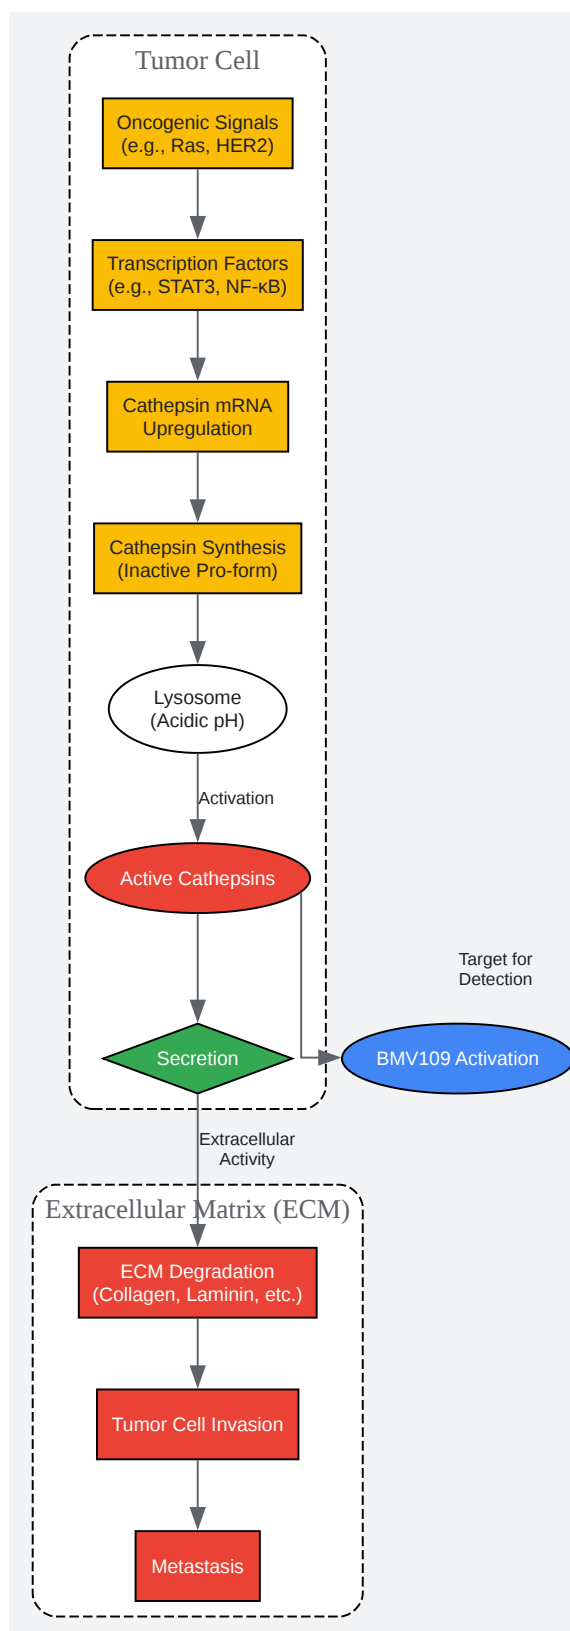 Tumor Cell
Oncogenic Signals
(e.g., Ras, HER2)
Transcription Factors
(e.g., STAT3, NF-κB)
Cathepsin mRNA
Upregulation
Cathepsin Synthesis
(Inactive Pro-form)
Lysosome
(Acidic pH)
Activation
Active Cathepsins
Target for
Detection
Secretion
BMV109 Activation
Extracellular
Activity
Extracellular Matrix (ECM)
ECM Degradation
(Collagen, Laminin, etc.)
Tumor Cell Invasion
Metastasis